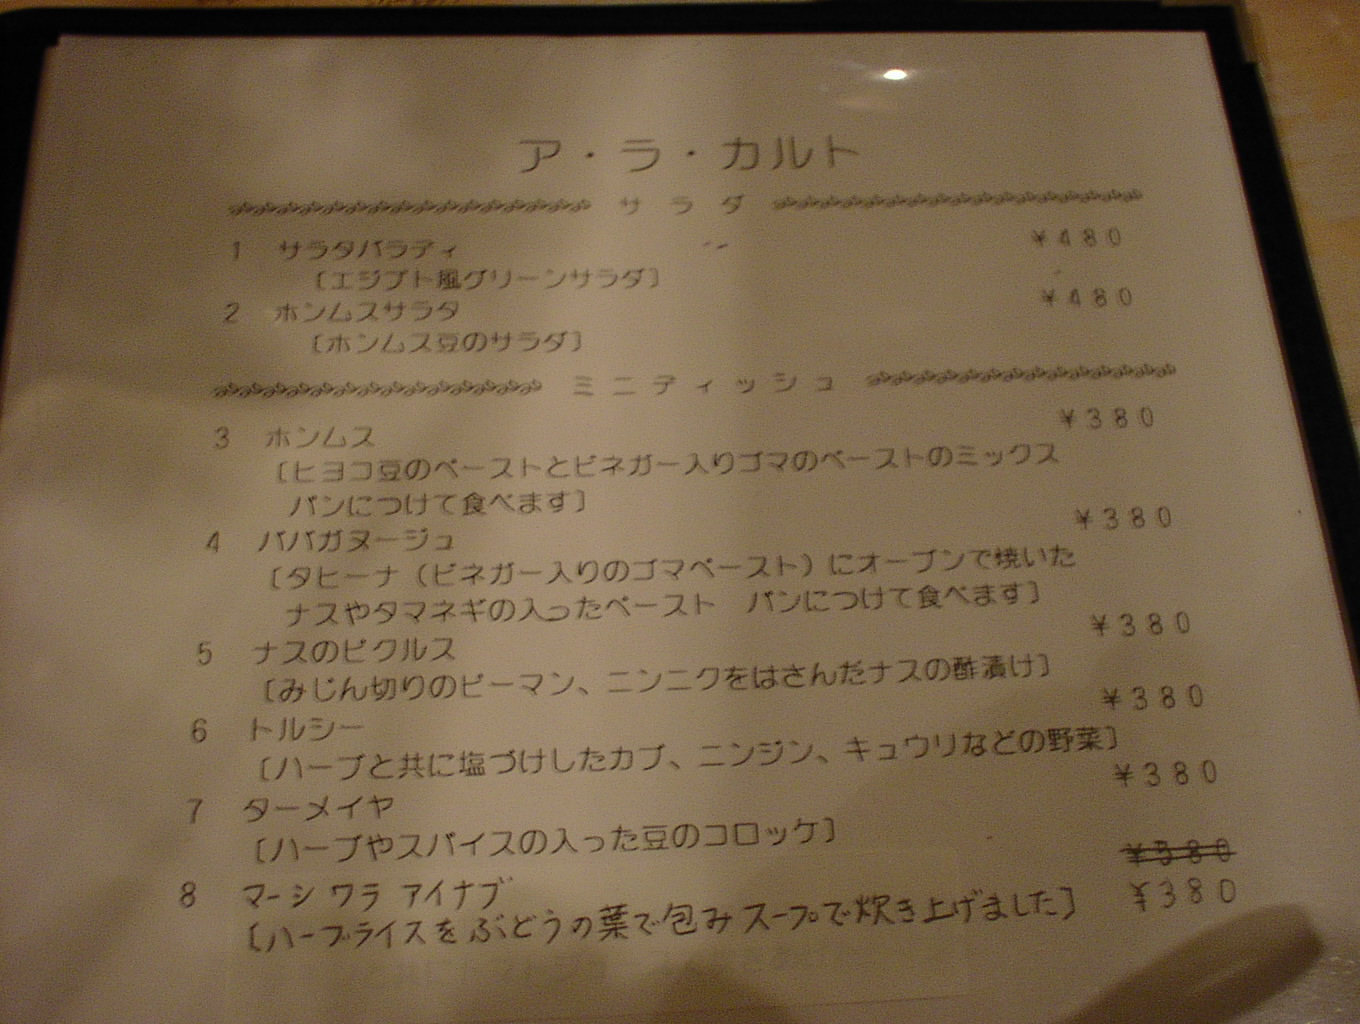 ア・ラ・カルト
サラダ
1 サラタバラディ ¥480
〔エジプト風グリーンサラダ〕
2 ホンムスサラタ ¥480
〔ホンムス豆のサラダ〕
ミニディッシュ
3 ホンムス ¥380
〔ヒヨコ豆のペーストとビネガー入りゴマのペーストのミックス
パンにつけて食べます〕
4 ババガヌージュ ¥380
〔タヒーナ（ビネガー入りのゴマペースト）にオーブンで焼いた
ナスやタマネギの入ったペースト パンにつけて食べます〕
5 ナスのピクルス ¥380
〔みじん切りのピーマン、ニンニクをはさんだナスの酢漬け〕
6 トルシー ¥380
〔ハーブと共に塩づけしたカブ、ニンジン、キュウリなどの野菜〕
7 ターメイヤ ¥380
〔ハーブやスパイスの入った豆のコロッケ〕
¥580
8 マーシ ワラ アイナブ ¥380
〔ハーブライスをぶどうの葉で包みスープで炊き上げました〕